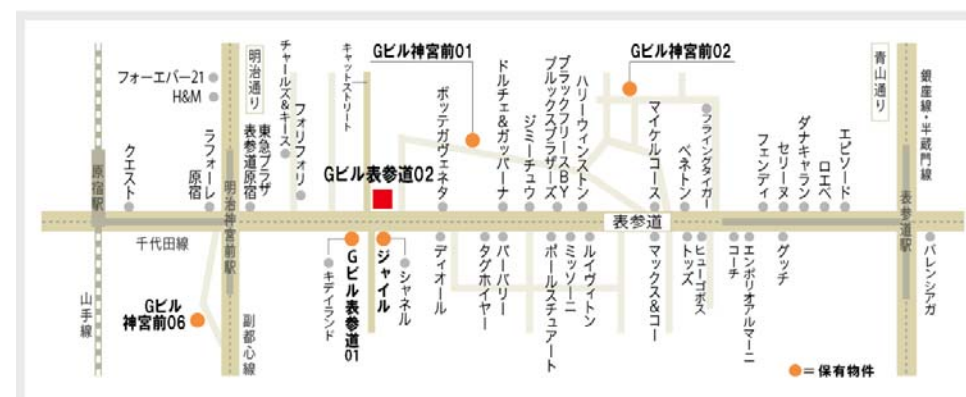 Gビル神宮前01
Gビル神宮前02
フォーエバー21
H&M
明治通り
チャールズ&キース
フォリフォリ
キャットストリート
ボッテガヴェネタ
ドルチェ&ガッバーナ
ジミーチュウ
ブラックフリースBY
ブルックスブラザーズ
ハリーウィンストン
マイケルコース
ベネトン
フライングタイガー
フェンディ
セリーヌ
ダナキャラン
ロエベ
エピソード
青山通り
銀座線・半蔵門線
原宿駅
クエスト
ラフォーレ
原宿
明治神宮前駅
東急プラザ
表参道原宿
Gビル表参道02
表参道
表参道駅
千代田線
山手線
Gビル
神宮前06
副都心線
キデイランド
Gビル表参道01
ジャイル
シャネル
ディオール
タグホイヤー
バーバリー
ポールスチュアート
ミッソーニ
ルイヴィトン
マックス&コー
トッズ
ヒューゴボス
コーチ
エンポリオアルマーニ
グッチ
バレンシアガ
=保有物件